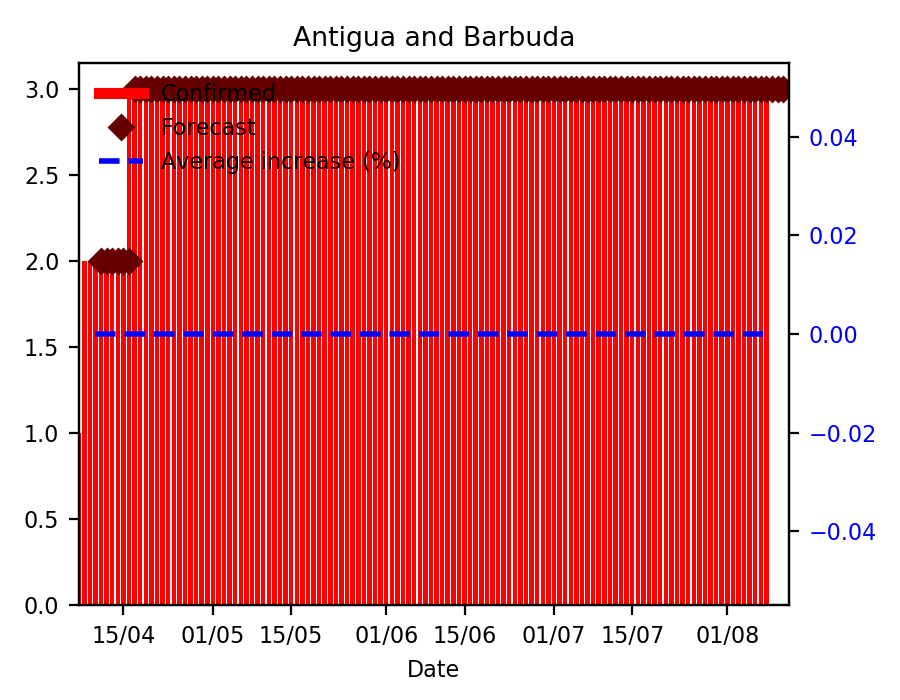 Antigua and Barbuda
Confirmed
Forecast
Average increase (%)
3.0
2.5
2.0
1.5
1.0
0.5
0.0
0.04
0.02
0.00
−0.02
−0.04
15/04 01/05 15/05 01/06 15/06 01/07 15/07 01/08
Date